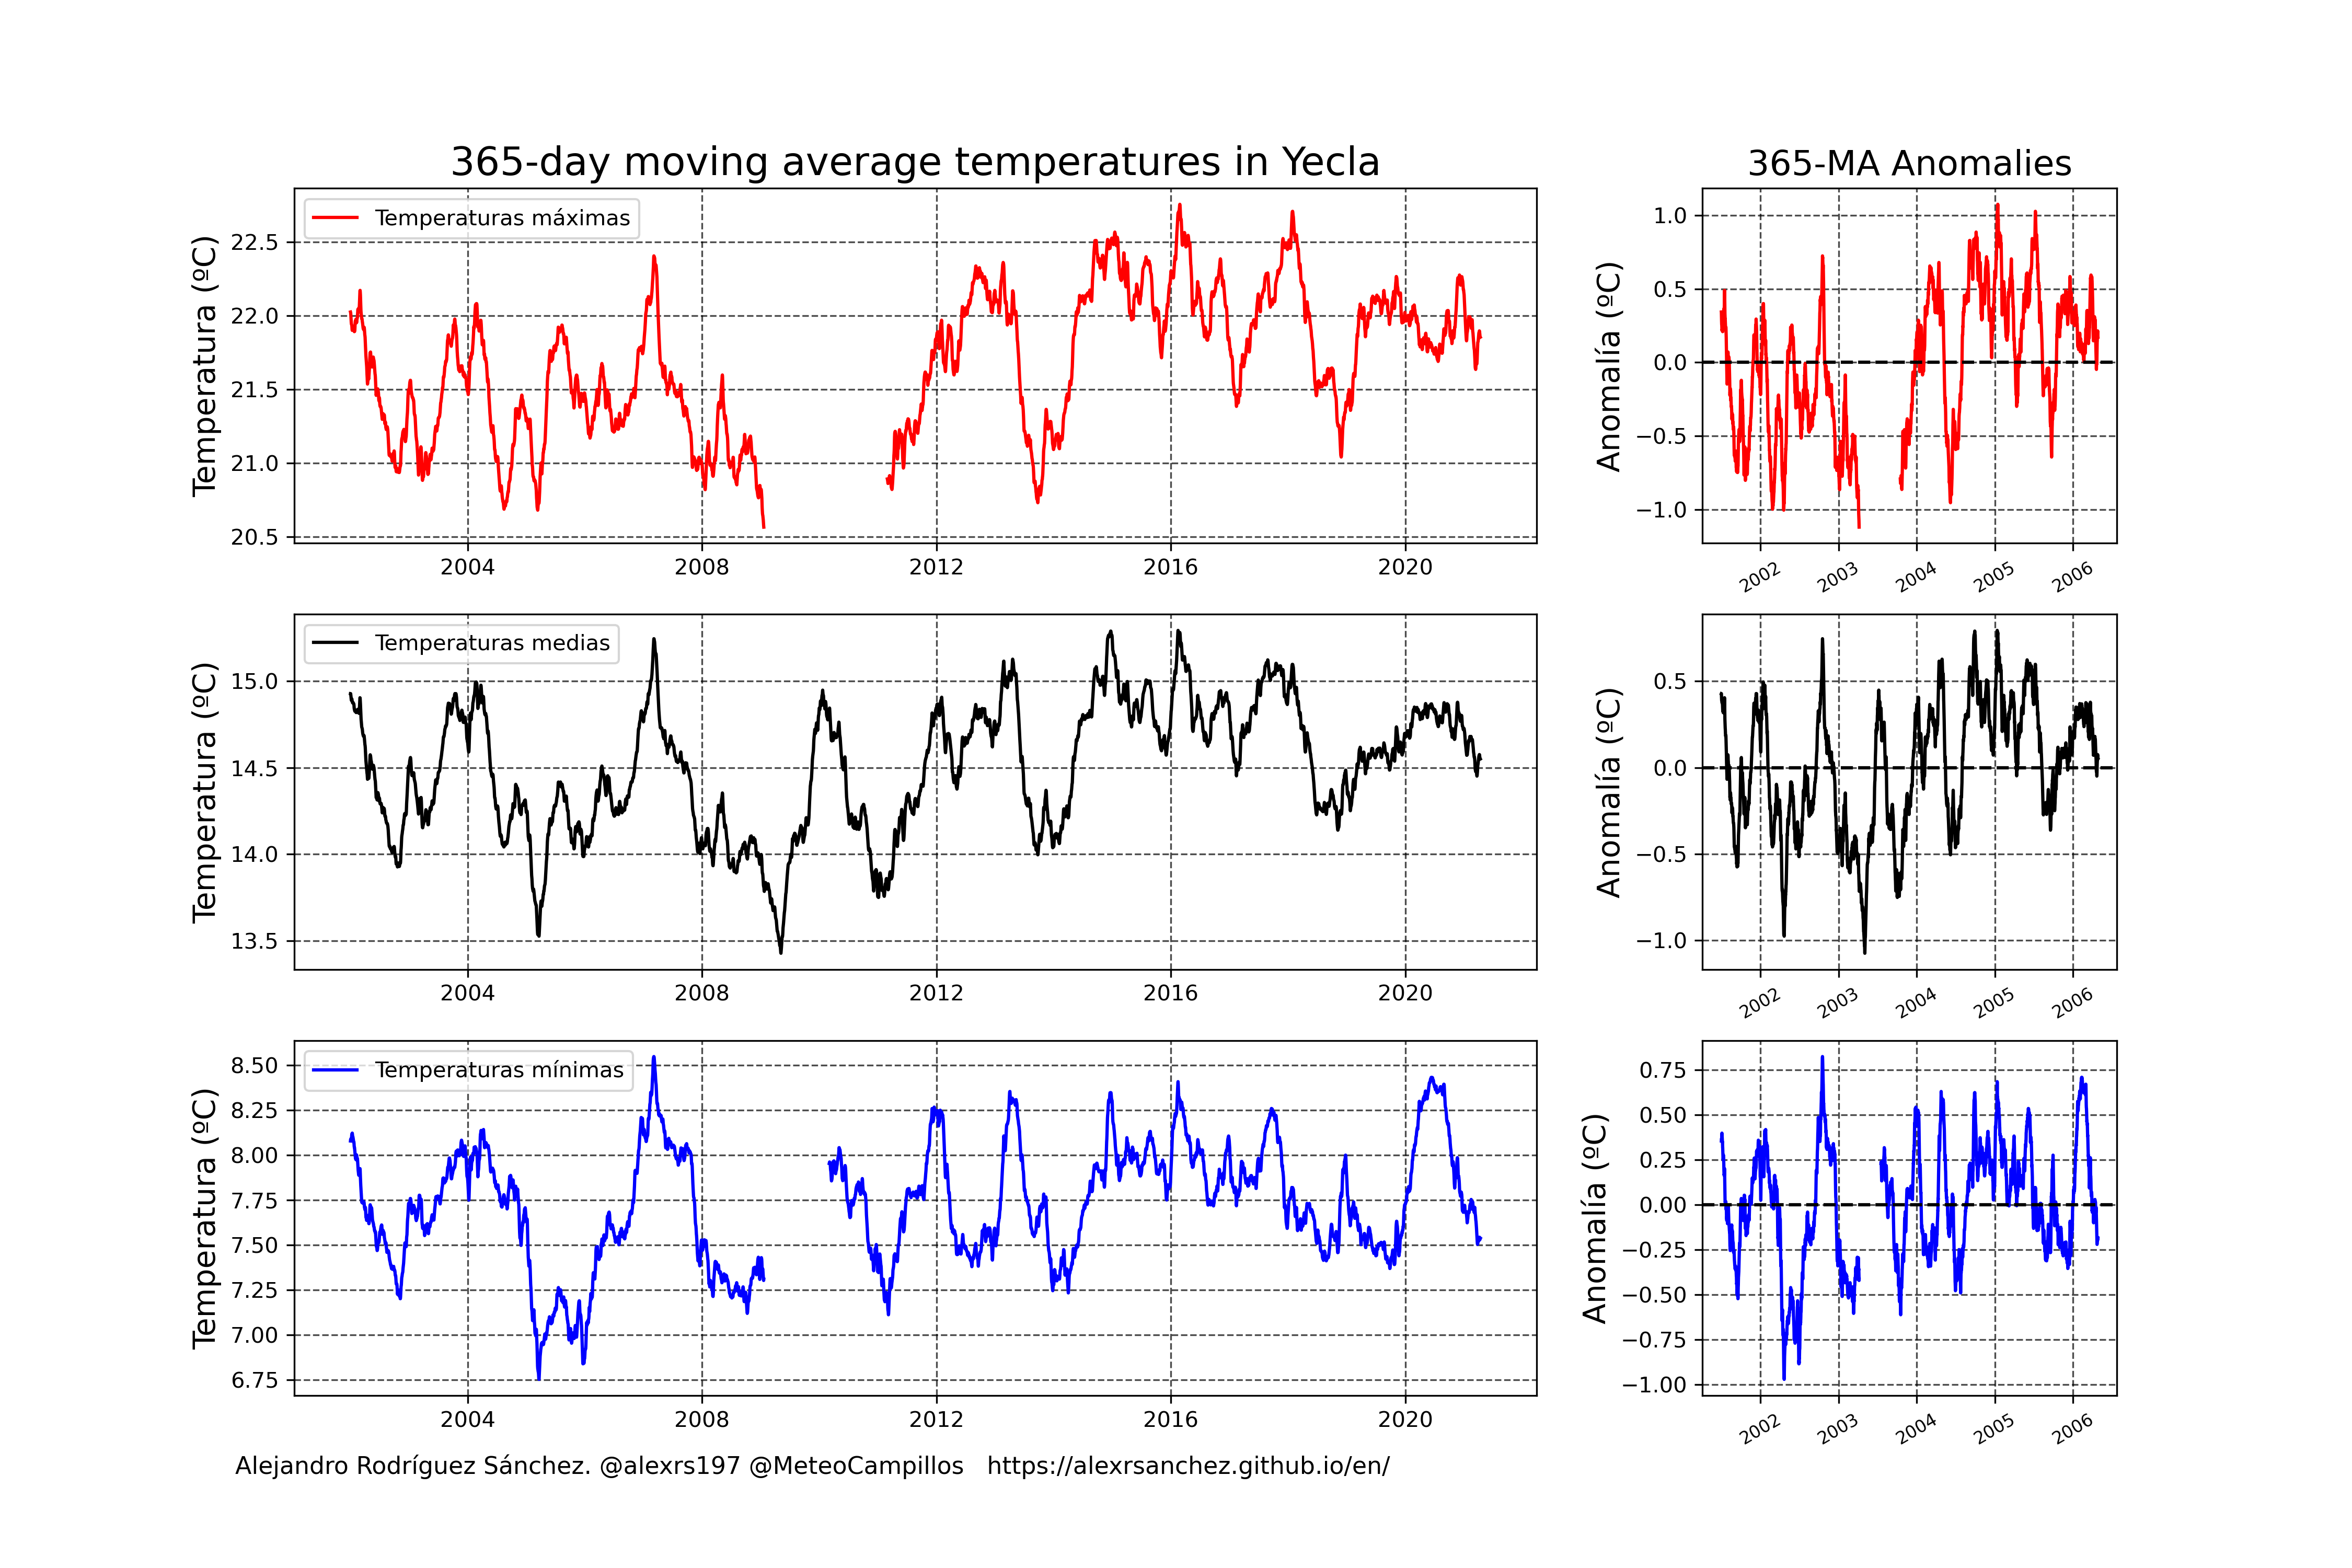 365-day moving average temperatures in Yecla
365-MA Anomalies
Temperaturas máximas
Temperatura (ºC)
22.5
22.0
21.5
21.0
20.5
2004 2008 2012 2016 2020
Anomalía (ºC)
1.0
0.5
0.0
−0.5
−1.0
2002 2003 2004 2005 2006
Temperaturas medias
Temperatura (ºC)
15.0
14.5
14.0
13.5
2004 2008 2012 2016 2020
Anomalía (ºC)
0.5
0.0
−0.5
−1.0
2002 2003 2004 2005 2006
Temperaturas mínimas
Temperatura (ºC)
8.50
8.25
8.00
7.75
7.50
7.25
7.00
6.75
2004 2008 2012 2016 2020
Anomalía (ºC)
0.75
0.50
0.25
0.00
−0.25
−0.50
−0.75
−1.00
2002 2003 2004 2005 2006
Alejandro Rodríguez Sánchez. @alexrs197 @MeteoCampillos https://alexrsanchez.github.io/en/